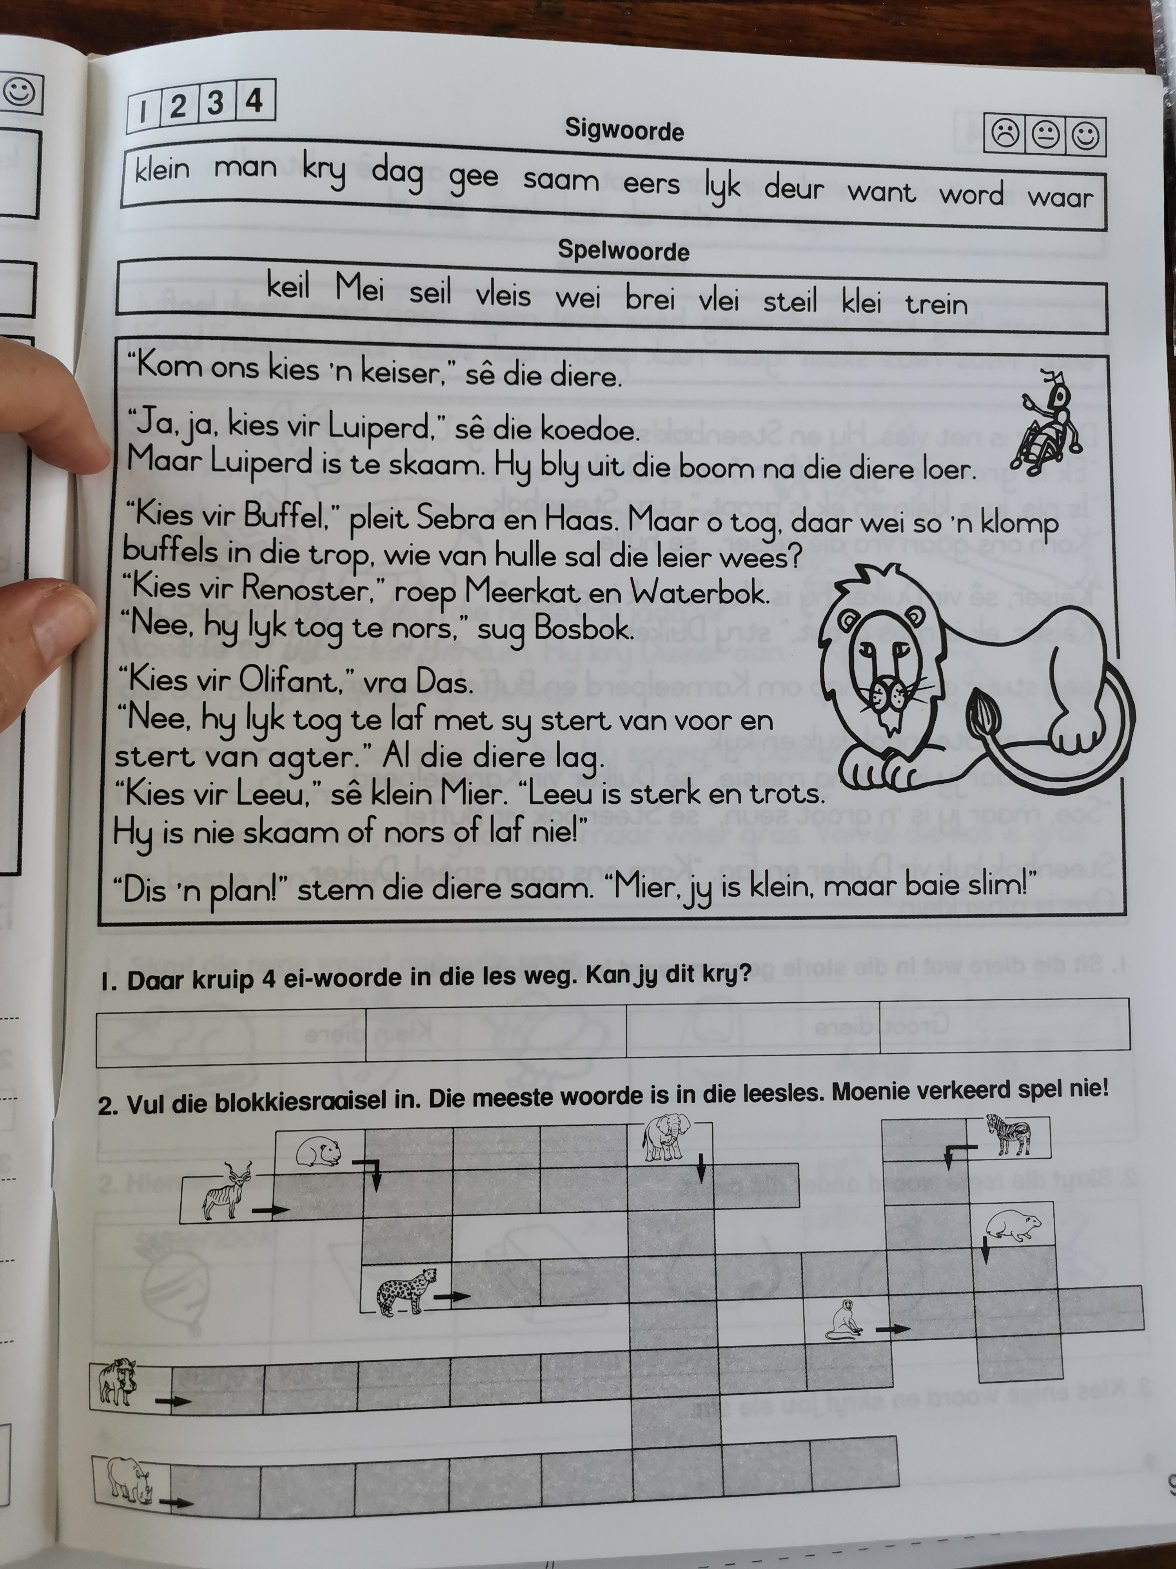 1 2 3 4
Sigwoorde
klein man kry dag gee saam eers lyk deur want word waar
Spelwoorde
keil Mei seil vleis wei brei vlei steil klei trein
“Kom ons kies ’n keiser,” sê die diere.
“Ja, ja, kies vir Luiperd,” sê die koedoe.
Maar Luiperd is te skaam. Hy bly uit die boom na die diere loer.
“Kies vir Buffel,” pleit Sebra en Haas. Maar o tog, daar wei so ’n klomp
buffels in die trop, wie van hulle sal die leier wees?
“Kies vir Renoster,” roep Meerkat en Waterbok.
“Nee, hy lyk tog te nors,” sug Bosbok.
“Kies vir Olifant,” vra Das.
“Nee, hy lyk tog te laf met sy stert van voor en
stert van agter.” Al die diere lag.
“Kies vir Leeu,” sê klein Mier. “Leeu is sterk en trots.
Hy is nie skaam of nors of laf nie!”
“Dis ’n plan!” stem die diere saam. “Mier, jy is klein, maar baie slim!”
1. Daar kruip 4 ei-woorde in die les weg. Kan jy dit kry?
2. Vul die blokkiesraaisel in. Die meeste woorde is in die leesles. Moenie verkeerd spel nie!